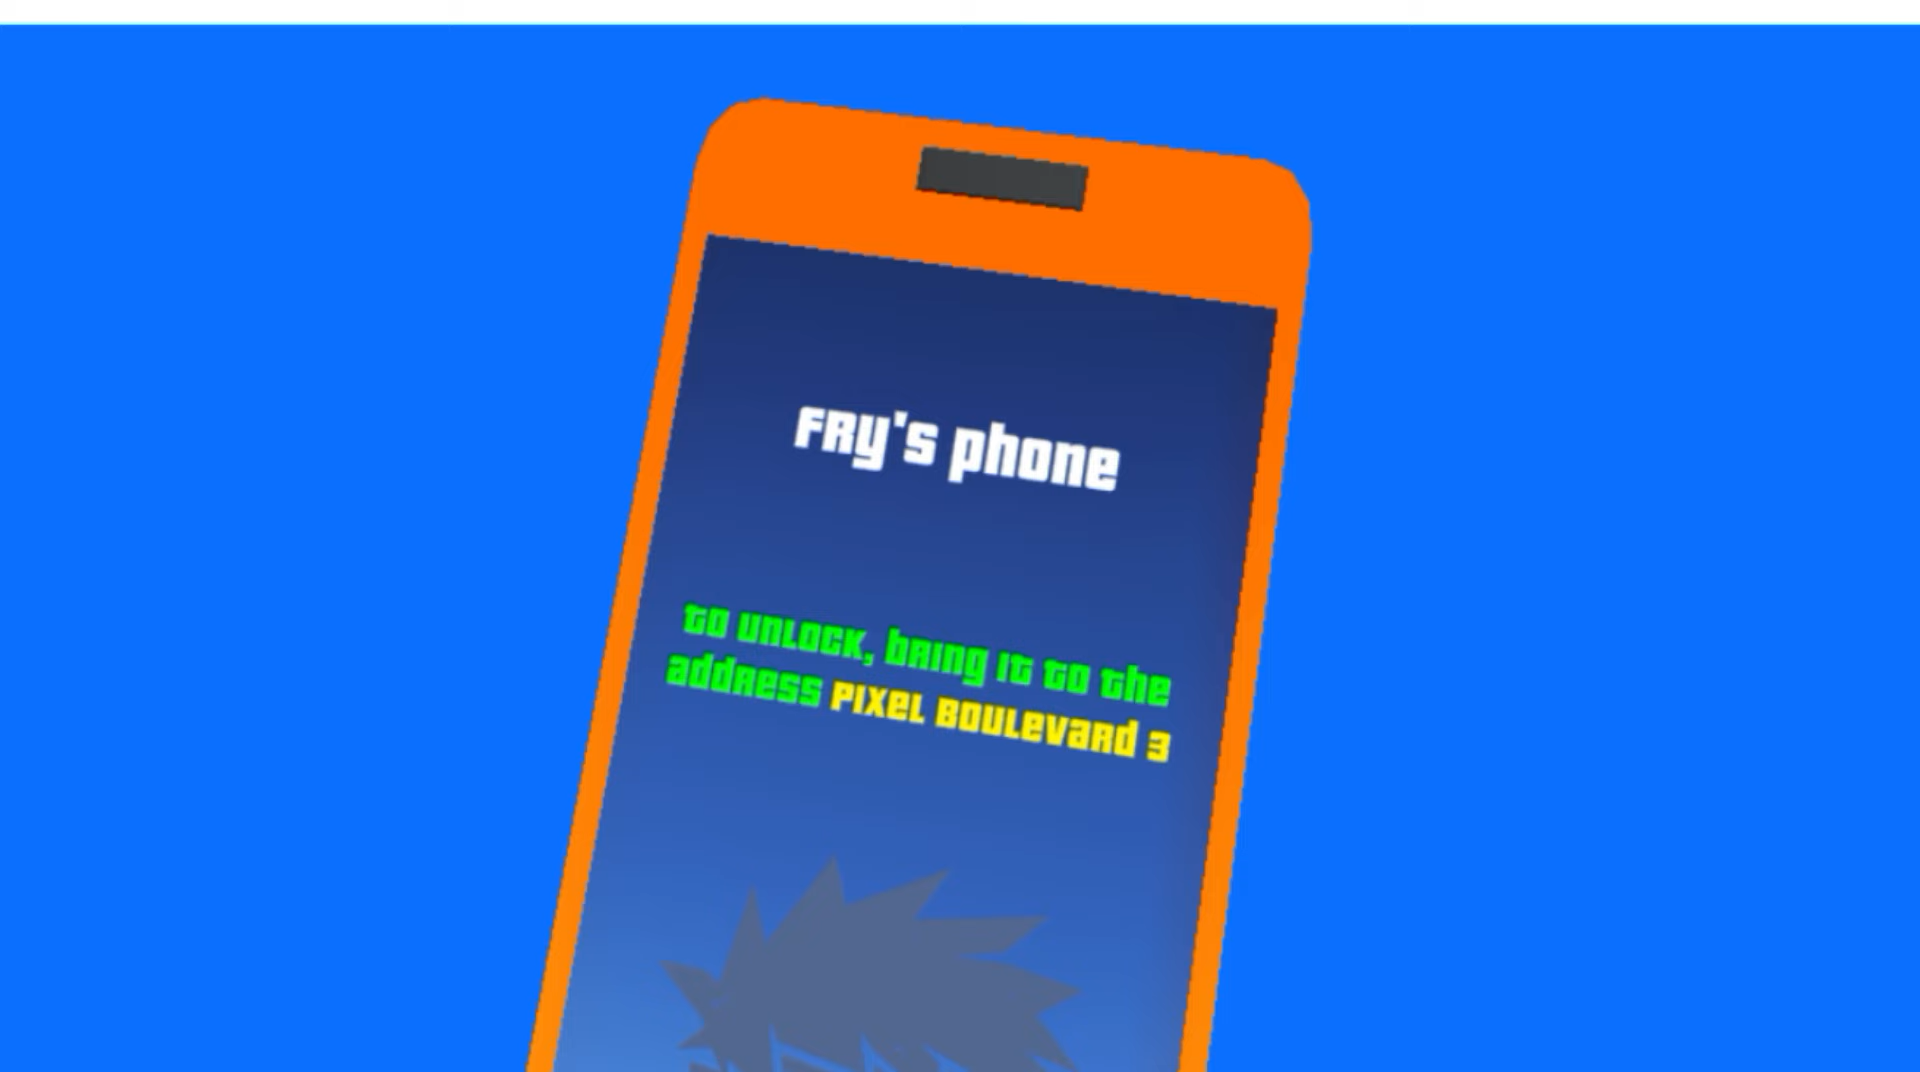 FRy's phone
to unlock, bring it to the
address Pixel Boulevard 3